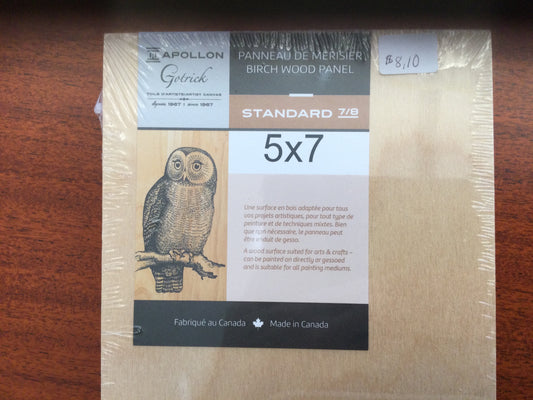 APOLLON
Gotrick
TOILE D'ARTISTE/ARTIST CANVAS
depuis 1967 | since 1967
PANNEAU DE MERISIER
BIRCH WOOD PANEL
8,10
STANDARD 7/8
5x7
Une surface en bois adaptée pour tous
vos projets artistiques, pour tout type de
peinture et de techniques mixtes. Bien
que non nécessaire, le panneau peut
être enduit de gesso.
A wood surface suited for arts & crafts –
can be painted on directly or gessoed
and is suitable for all painting mediums.
Fabriqué au Canada Made in Canada